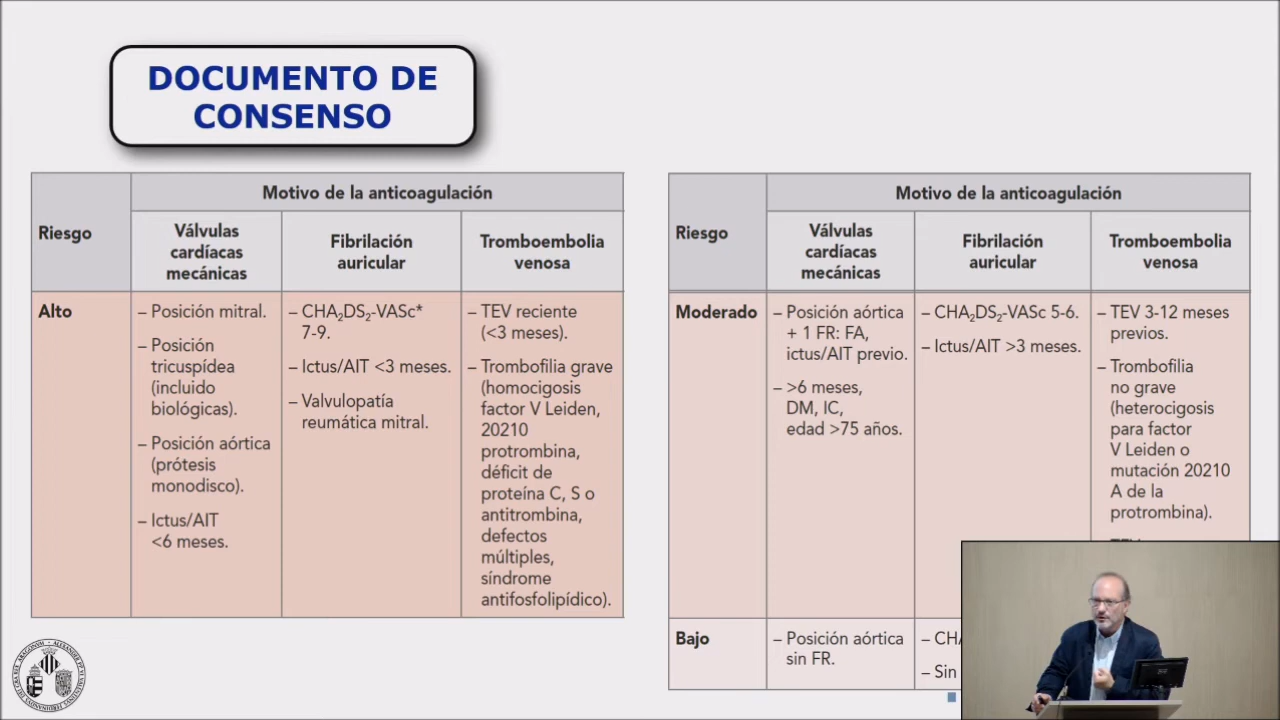 DOCUMENTO DE
CONSENSO
Riesgo
Motivo de la anticoagulación
Válvulas
cardíacas
mecánicas
Fibrilación
auricular
Tromboembolia
venosa
Alto
– Posición mitral.
– Posición
tricuspídea
(incluido
biológicas).
– Posición aórtica
(prótesis
monodisco).
– Ictus/AIT
<6 meses.
– CHA2DS2-VASc*
7-9.
– Ictus/AIT <3 meses.
– Valvulopatía
reumática mitral.
– TEV reciente
(<3 meses).
– Trombofilia grave
(homocigosis
factor V Leiden,
20210
protrombina,
déficit de
proteína C, S o
antitrombina,
defectos
múltiples,
síndrome
antifosfolipídico).
Riesgo
Motivo de la anticoagulación
Válvulas
cardíacas
mecánicas
Fibrilación
auricular
Tromboembolia
venosa
Moderado
– Posición aórtica
+ 1 FR: FA,
ictus/AIT previo.
– >6 meses,
DM, IC,
edad >75 años.
– CHA2DS2-VASc 5-6.
– Ictus/AIT >3 meses.
– TEV 3-12 meses
previos.
– Trombofilia
no grave
(heterocigosis
para factor
V Leiden o
mutación 20210
A de la
protrombina).
Bajo
– Posición aórtica
sin FR.
– Sin